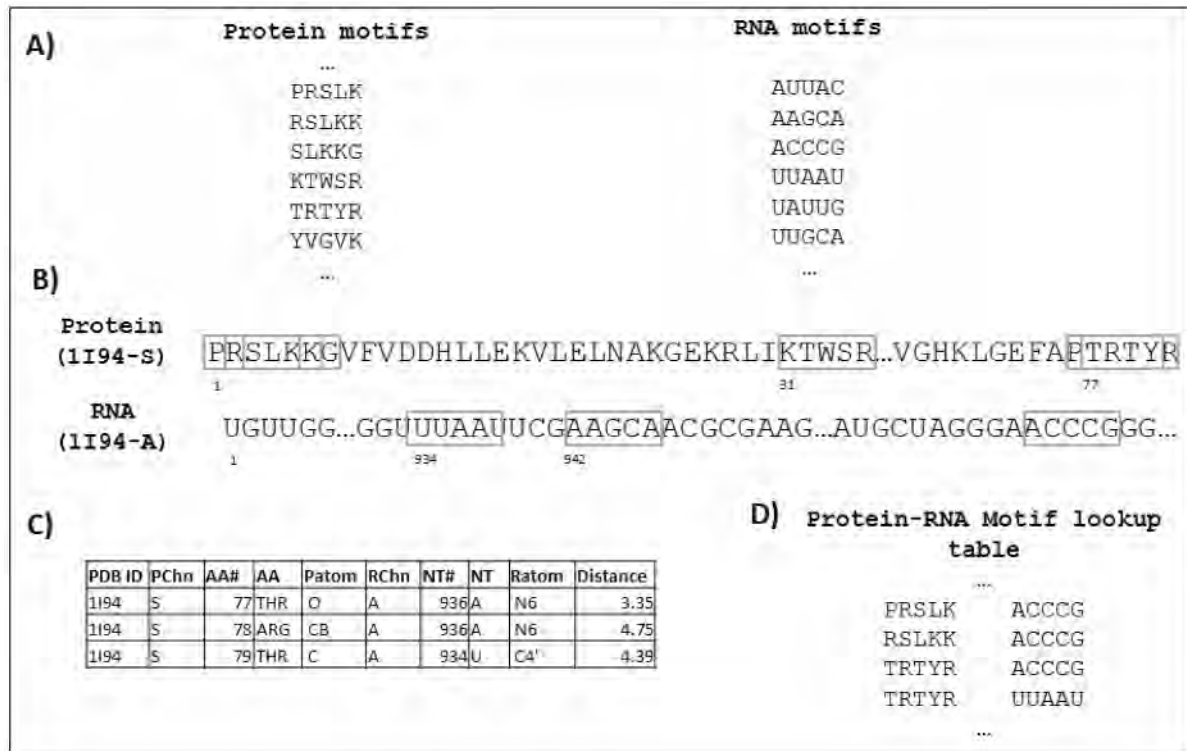 A)
Protein motifs
RNA motifs
...
PRSLK
RSLKK
SLKKG
KTWSR
TRTYR
YVGVK
...
AUUAC
AAGCA
ACCCG
UUAAU
UAUUG
UUGCA
...
B)
Protein
(1I94-S)
PRSLKKGVFVDDHLLEKVLELNAKGEKRLIKTWSR...VGHKLGEFAPTRTYR
1 31 77
RNA
(1I94-A)
UGUUGG...GGUUUAAUUCGAAGCAACGCGAAG...AUGCUAGGGAACCCGGG...
1 934 942
C)
PDB ID PChn AA# AA Patom RChn NT# NT Ratom Distance
1I94 S 77 THR O A 936 A N6 3.35
1I94 S 78 ARG CB A 936 A N6 4.75
1I94 S 79 THR C A 934 U C4' 4.39
D)
Protein-RNA Motif lookup
table
...
PRSLK ACCCG
RSLKK ACCCG
TRTYR ACCCG
TRTYR UUAAU
...